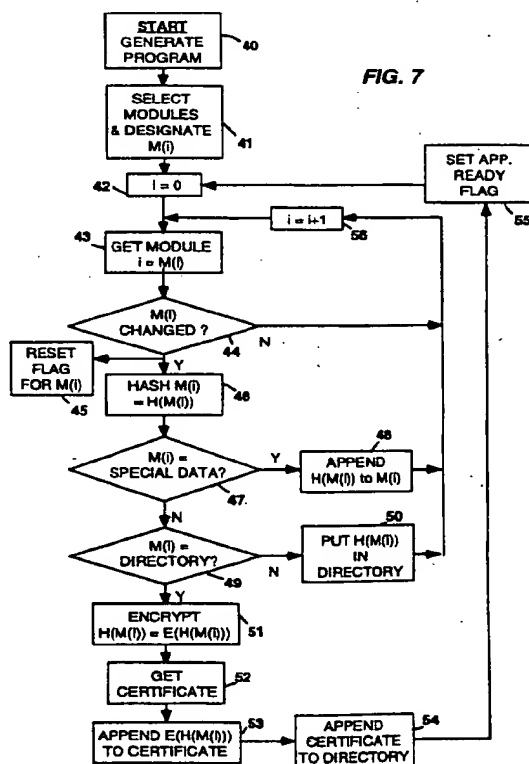 START
GENERATE
PROGRAM
40
FIG. 7
SELECT
MODULES
& DESIGNATE
M(i)
41
SET APP.
READY
FLAG
55
i = 0
42
i = i+1
56
43
GET MODULE
i = M(i)
M(i)
CHANGED ?
44
N
Y
RESET
FLAG
FOR M(i)
45
HASH M(i)
= H(M(i))
46
M(i) =
SPECIAL DATA?
47
Y
48
APPEND
H(M(i)) to M(i)
N
M(i) =
DIRECTORY?
49
N
50
PUT H(M(i))
IN
DIRECTORY
Y
ENCRYPT
H(M(i)) = E(H(M(i)))
51
GET
CERTIFICATE
52
APPEND E(H(M(i)))
TO CERTIFICATE
53
APPEND
CERTIFICATE
TO DIRECTORY
54